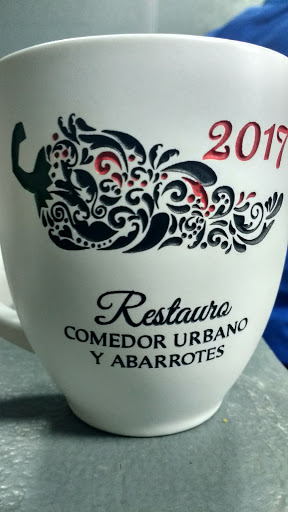 2017
Restauro
COMEDOR URBANO
Y ABARROTES